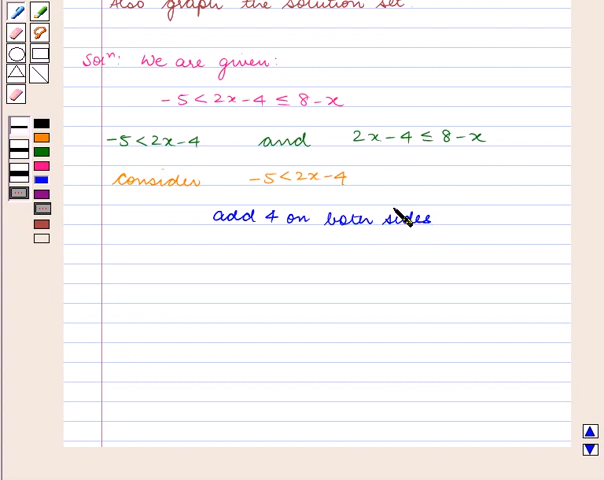 Also graph the solution set
Solⁿ: We are given:
-5 < 2x - 4 ≤ 8 - x
-5 < 2x - 4 and 2x - 4 ≤ 8 - x
Consider -5 < 2x - 4
add 4 on both sides